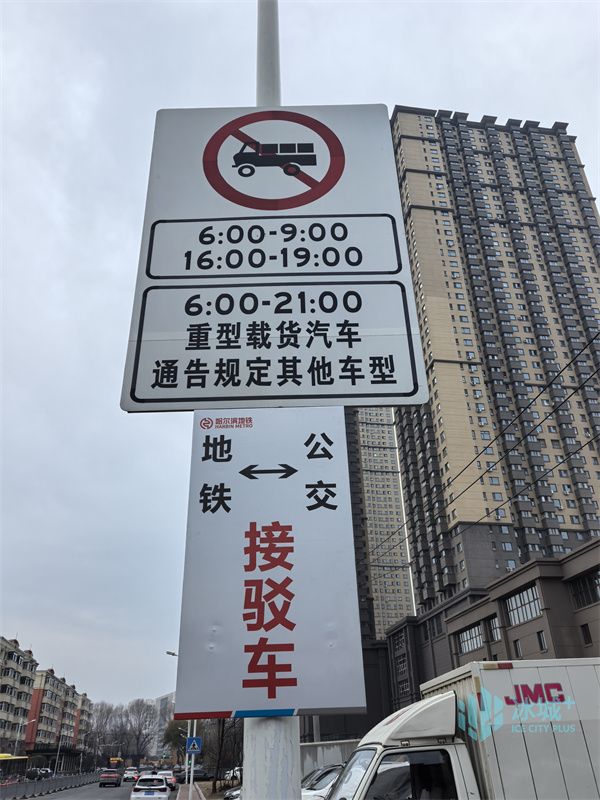 6:00-9:00
16:00-19:00
6:00-21:00
重型载货汽车
通告规定其他车型
哈尔滨地铁
HARBIN METRO
地铁
公交
接驳车
JMC
冰城+
ICE CITY PLUS